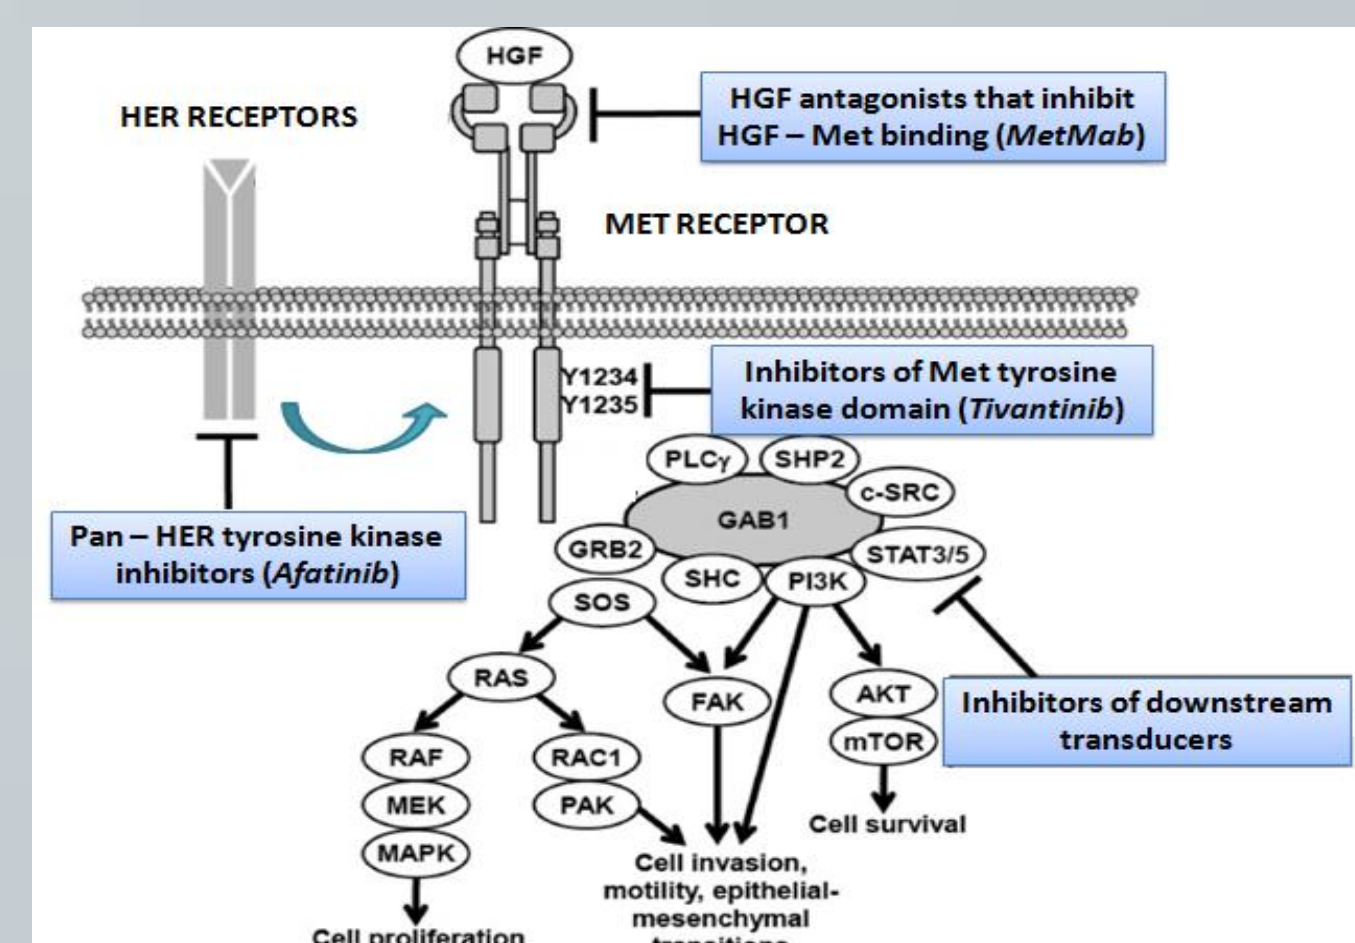 HGF
HER RECEPTORS
HGF antagonists that inhibit
HGF – Met binding (MetMab)
MET RECEPTOR
Y1234
Y1235
Inhibitors of Met tyrosine
kinase domain (Tivantinib)
PLCγ
SHP2
c-SRC
GAB1
Pan – HER tyrosine kinase
inhibitors (Afatinib)
GRB2
STAT3/5
SHC
PI3K
SOS
RAS
FAK
AKT
Inhibitors of downstream
transducers
mTOR
RAF
RAC1
MEK
PAK
Cell survival
MAPK
Cell invasion,
motility, epithelial-
mesenchymal
transitions
Cell proliferation